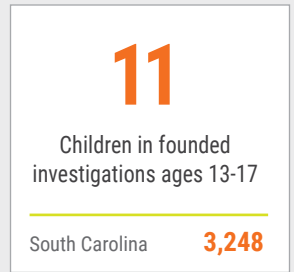 11
Children in founded
investigations ages 13-17
South Carolina 3,248